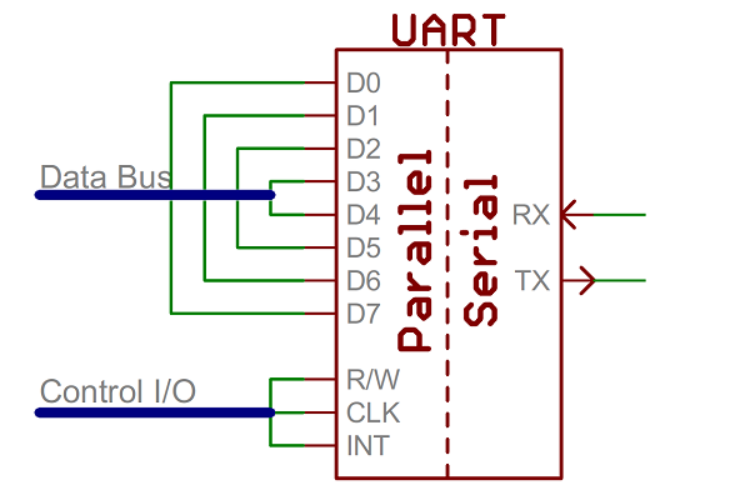 UART
D0
D1
D2
D3
D4
D5
D6
D7
Data Bus
Parallel
Serial
RX
TX
Control I/O
R/W
CLK
INT